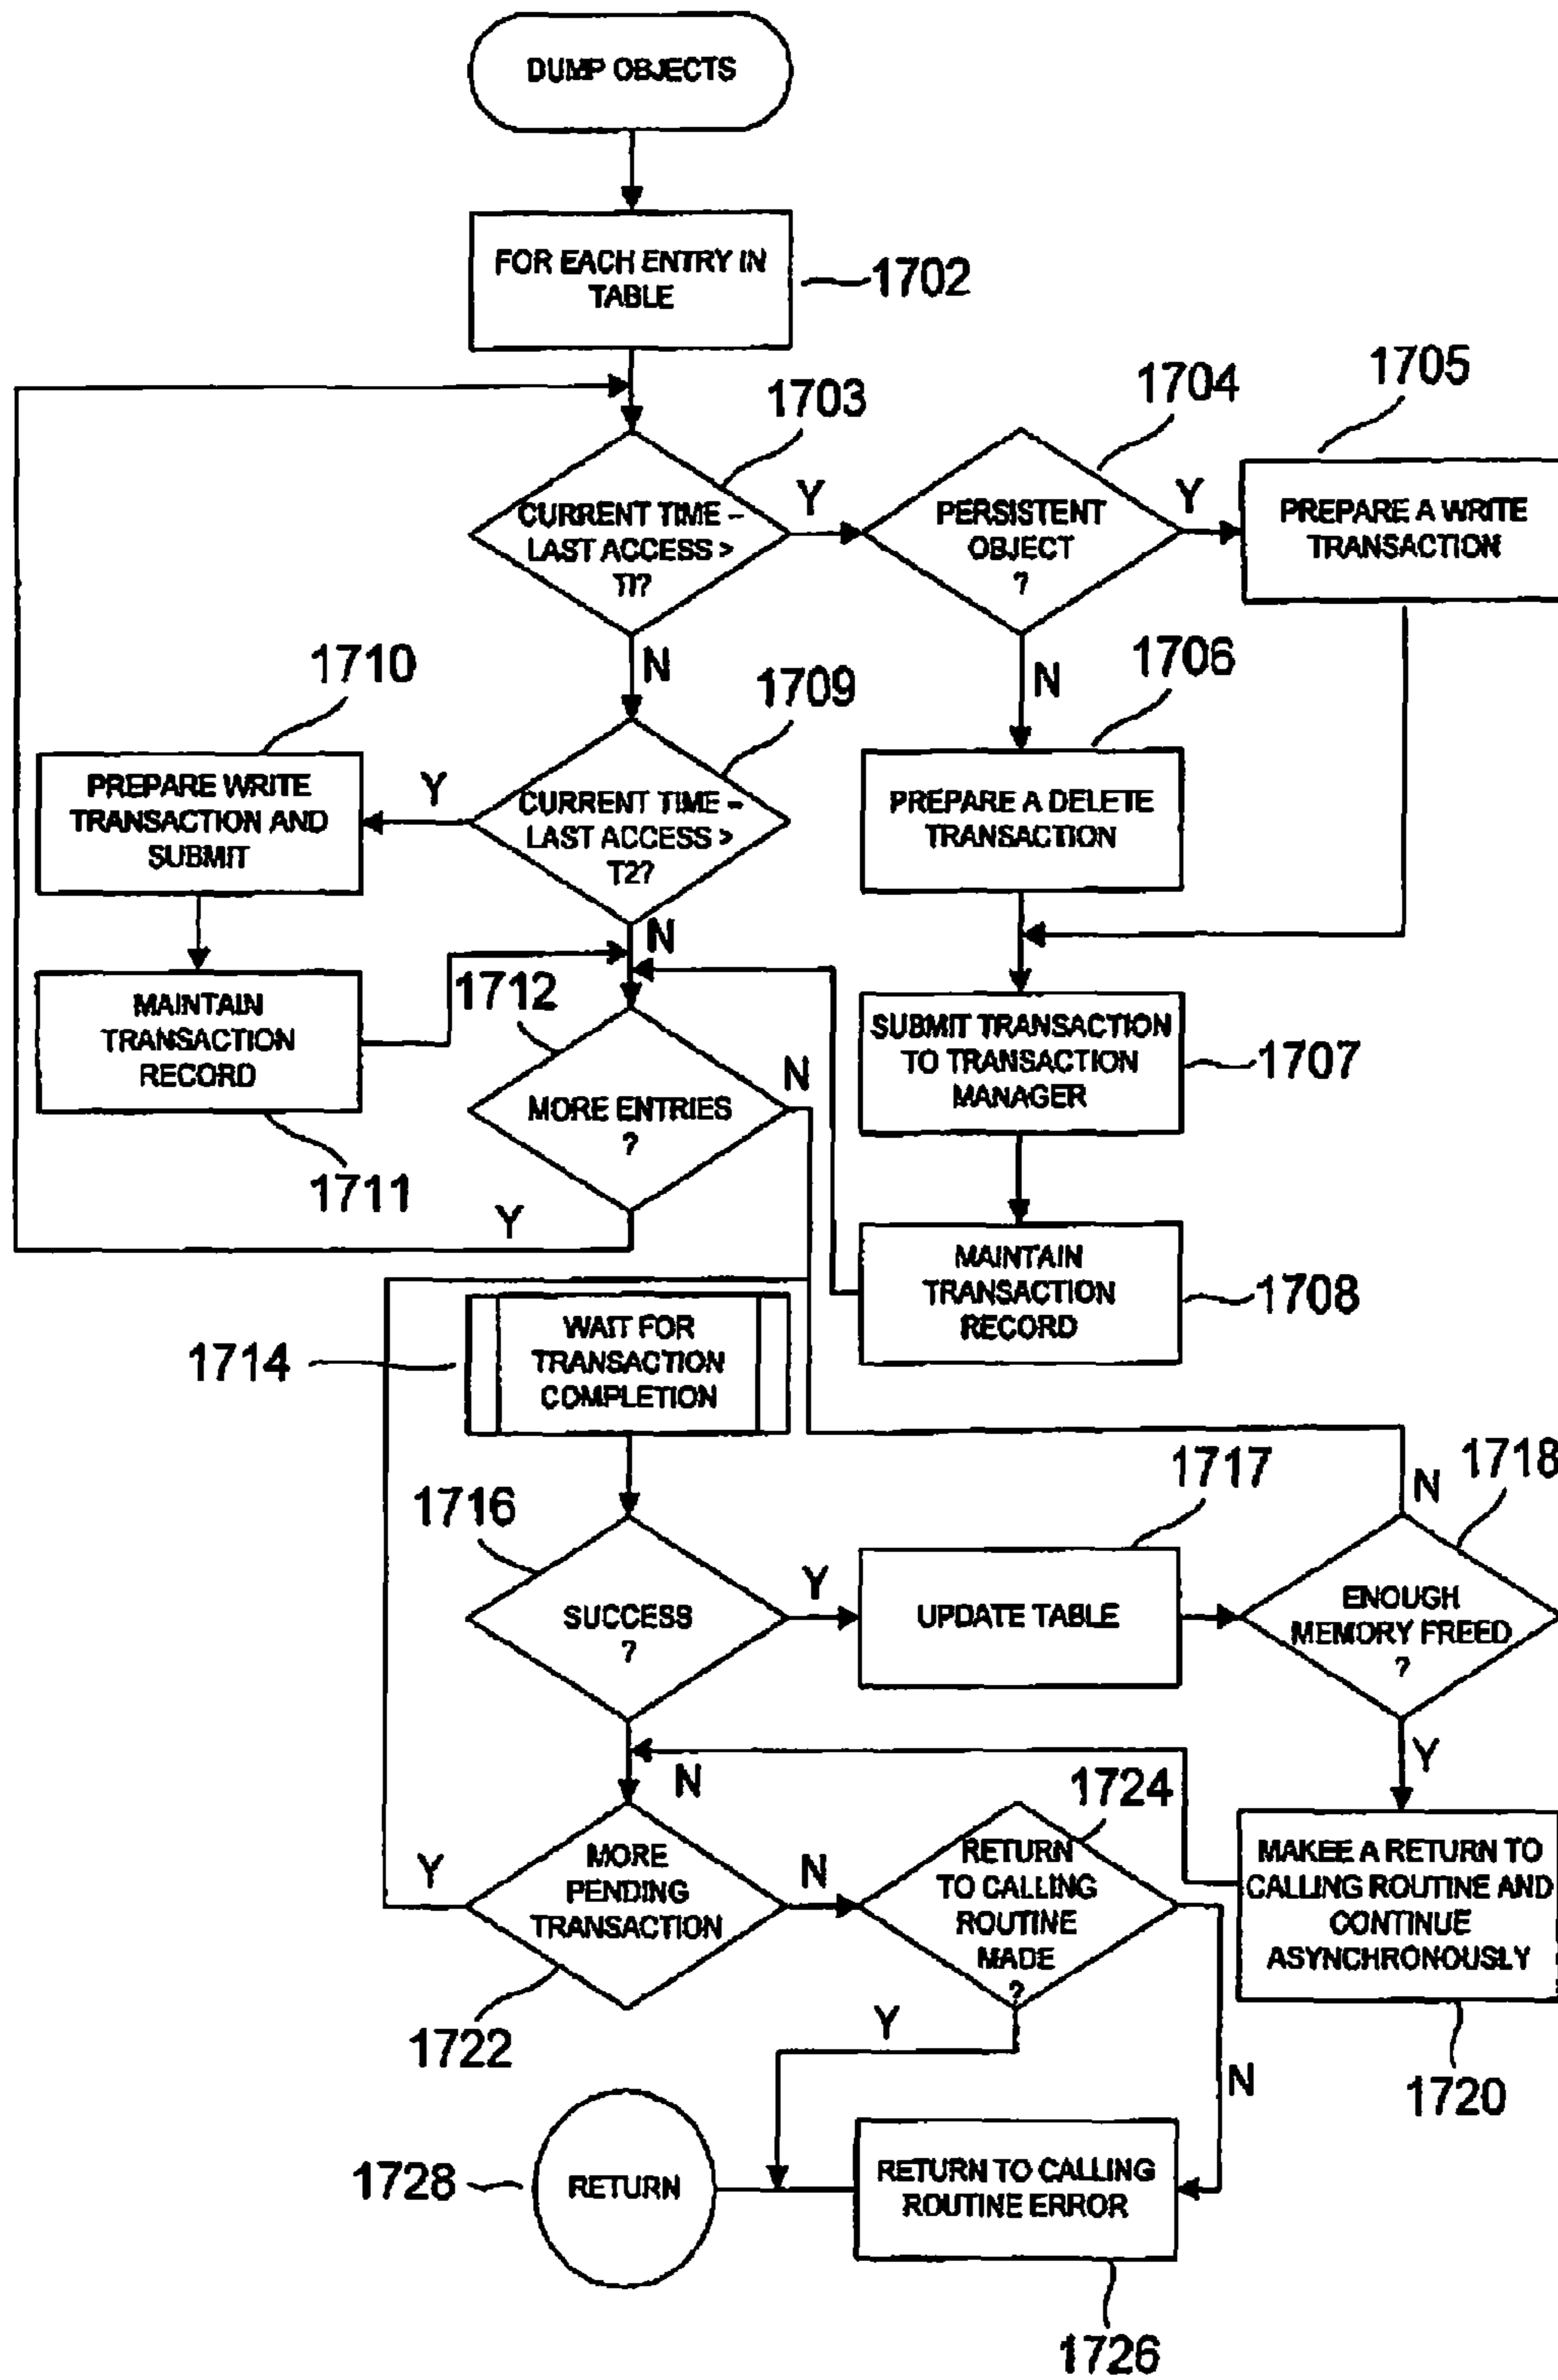 DUMP OBJECTS
FOR EACH ENTRY IN
TABLE
1702
1703
1704
1705
CURRENT TIME –
LAST ACCESS >
T1?
Y
PERSISTENT
OBJECT
?
Y
PREPARE A WRITE
TRANSACTION
N
N
1710
1709
1706
PREPARE WRITE
TRANSACTION AND
SUBMIT
Y
CURRENT TIME –
LAST ACCESS >
T2?
PREPARE A DELETE
TRANSACTION
N
1712
MAINTAIN
TRANSACTION
RECORD
1711
MORE ENTRIES
?
N
Y
SUBMIT TRANSACTION
TO TRANSACTION
MANAGER
1707
MAINTAIN
TRANSACTION
RECORD
1708
1714
WAIT FOR
TRANSACTION
COMPLETION
1716
1717
1718
N
SUCCESS
?
Y
UPDATE TABLE
ENOUGH
MEMORY FREED
?
N
Y
1724
Y
MORE
PENDING
TRANSACTION
N
RETURN
TO CALLING
ROUTINE
MADE
?
MAKEE A RETURN TO
CALLING ROUTINE AND
CONTINUE
ASYNCHRONOUSLY
1722
Y
N
1720
1728
RETURN
RETURN TO CALLING
ROUTINE ERROR
1726